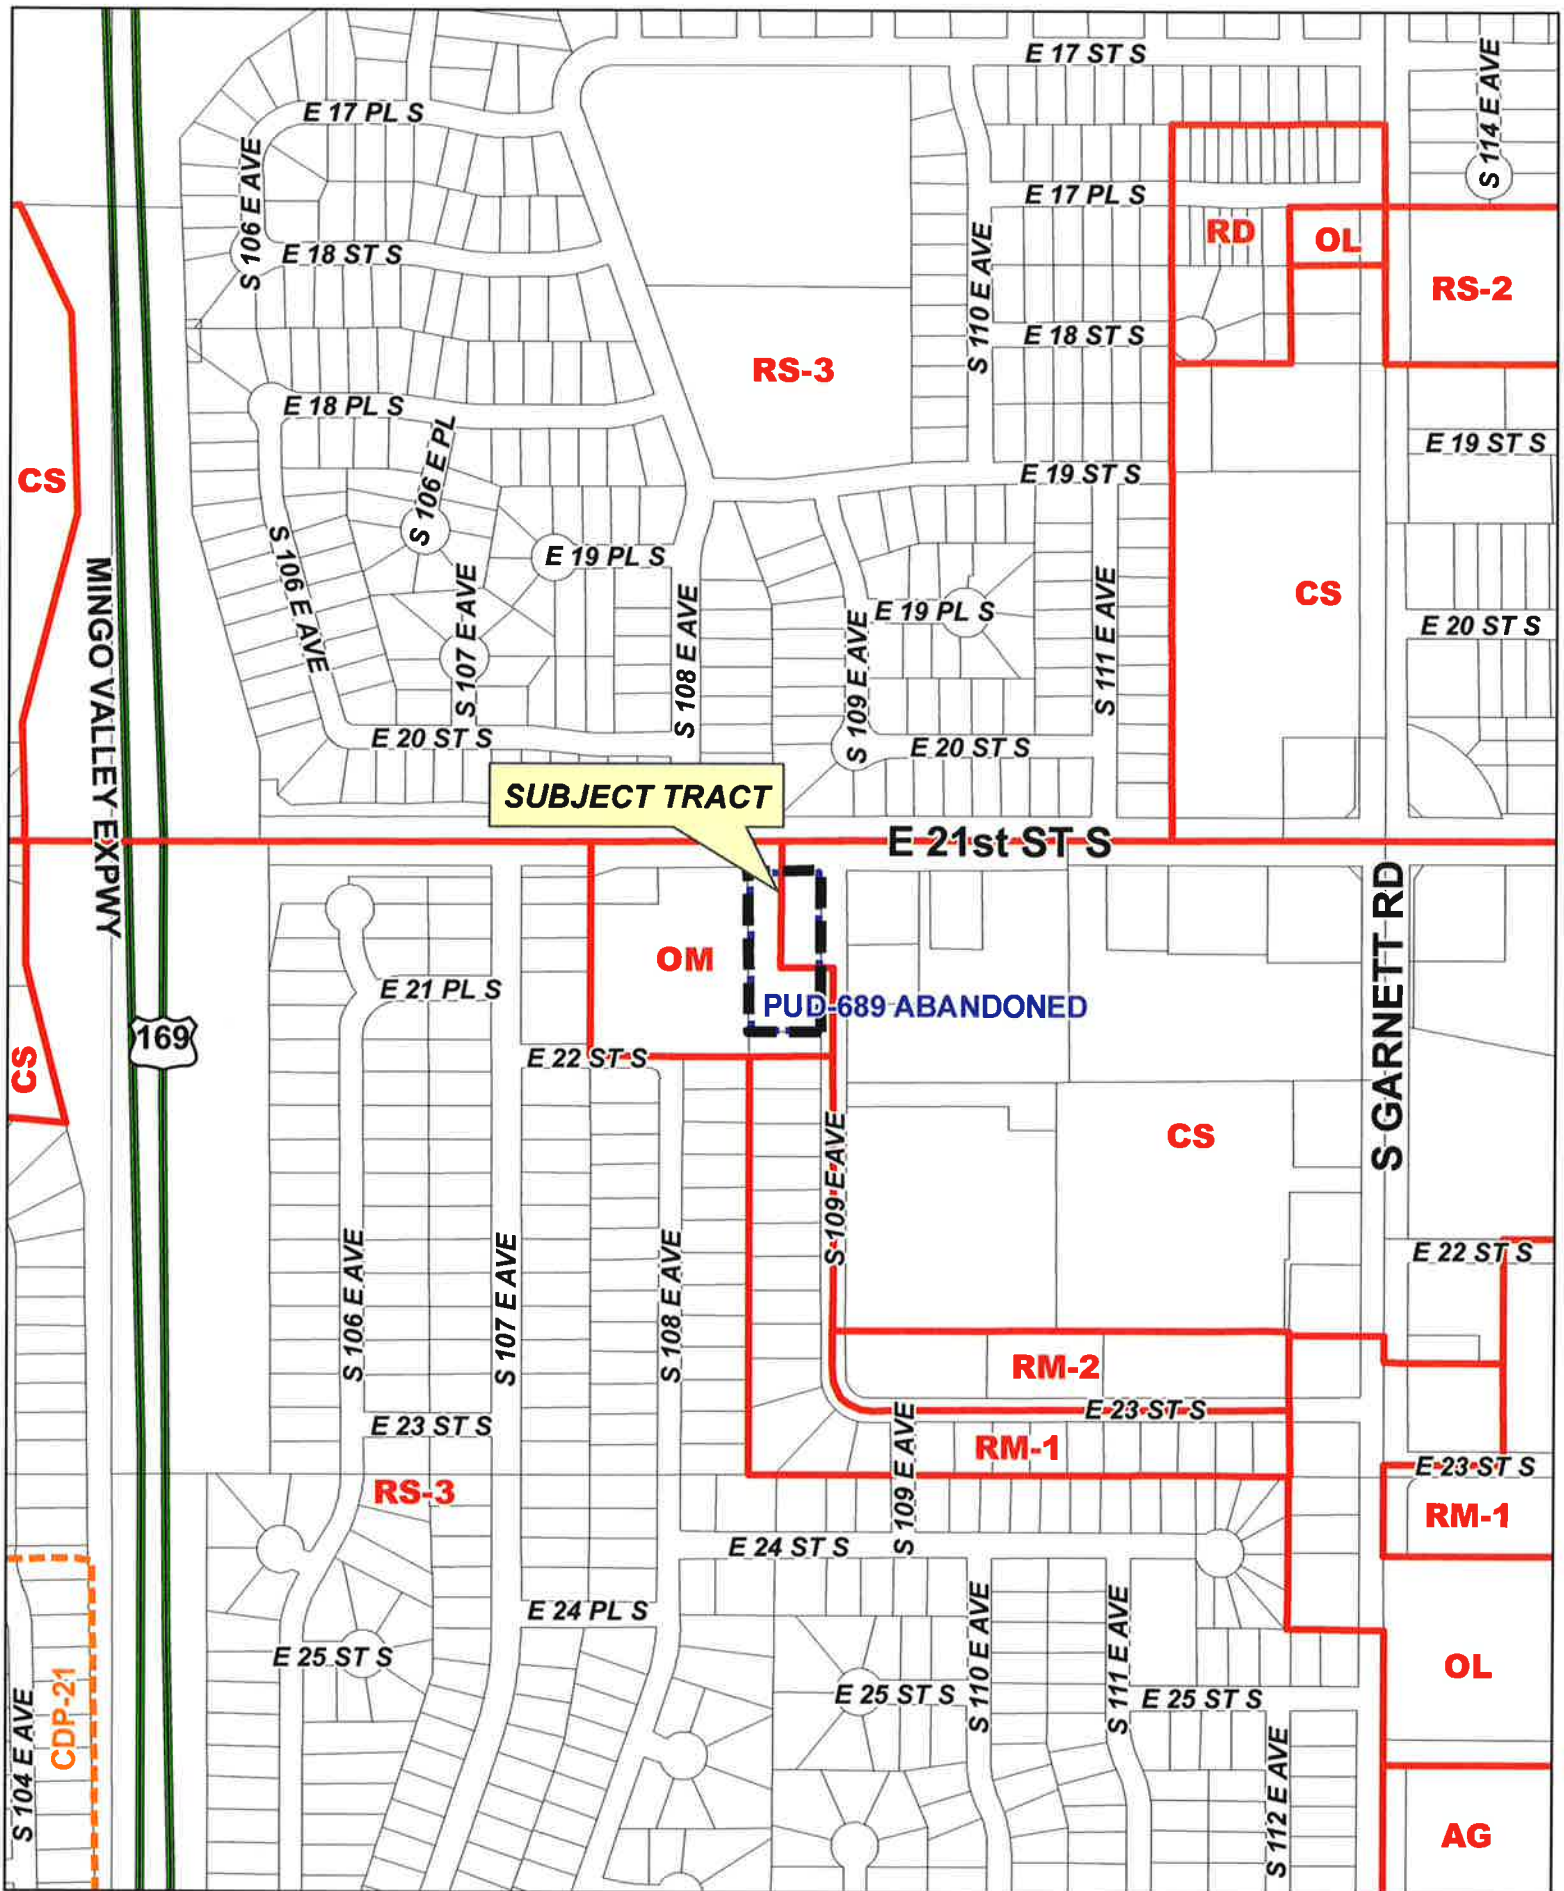 E 17 ST S
S 114 E AVE
E 17 PL S
S 106 E AVE
E 17 PL S
RD
OL
E 18 ST S
S 110 E AVE
RS-2
E 18 ST S
RS-3
E 18 PL S
S 106 E PL
E 19 ST S
CS
E 19 ST S
S 106 E AVE
E 19 PL S
S 107 E AVE
S 108 E AVE
E 19 PL S
S 109 E AVE
S 111 E AVE
CS
E 20 ST S
MINGO VALLEY EXPWY
E 20 ST S
E 20 ST S
SUBJECT TRACT
E 21st ST S
S GARNETT RD
OM
E 21 PL S
PUD-689 ABANDONED
169
CS
E 22 ST S
S 109 E AVE
CS
S 106 E AVE
S 107 E AVE
S 108 E AVE
E 22 ST S
RM-2
E 23 ST S
E 23 ST S
S 109 E AVE
RM-1
E 23 ST S
RS-3
RM-1
E 24 ST S
E 24 PL S
S 110 E AVE
S 111 E AVE
E 25 ST S
OL
CDP-21
S 104 E AVE
E 25 ST S
E 25 ST S
S 112 E AVE
AG